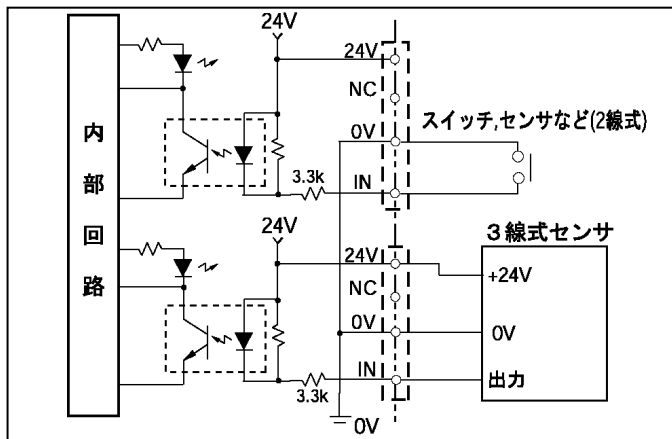 24V
24V
NC
0V
スイッチ,センサなど(2線式)
3.3k
IN
内部回路
24V
3線式センサ
24V
+24V
NC
0V
0V
IN
出力
3.3k
0V